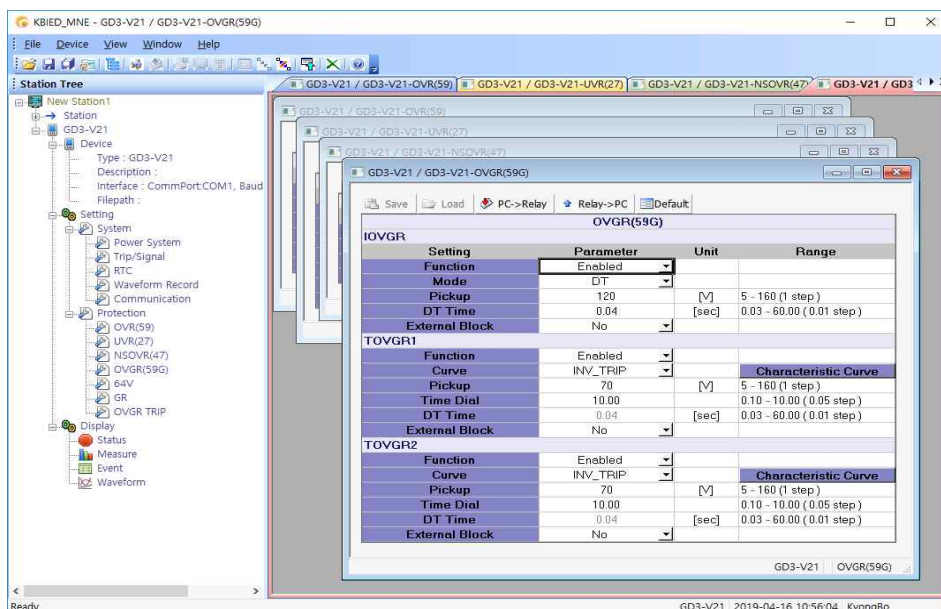 KBIED_MNE - GD3-V21 / GD3-V21-OVGR(59G)
File Device View Window Help
Station Tree
GD3-V21 / GD3-V21-OVR(59) GD3-V21 / GD3-V21-UVR(27) GD3-V21 / GD3-V21-NSOVR(47) GD3-V21 / GD3
New Station1
Station
GD3-V21
Device
Type : GD3-V21
Description :
Interface : CommPort:COM1, Baud
Filepath :
Setting
System
Power System
Trip/Signal
RTC
Waveform Record
Communication
Protection
OVR(59)
UVR(27)
NSOVR(47)
OVGR(59G)
64V
GR
OVGR TRIP
Display
Status
Measure
Event
Waveform
GD3-V21 / GD3-V21-OVR(59)
GD3-V21 / GD3-V21-UVR(27)
GD3-V21 / GD3-V21-NSOVR(47)
GD3-V21 / GD3-V21-OVGR(59G)
Save Load PC->Relay Relay->PC Default
OVGR(59G)
IOVGR
Setting Parameter Unit Range
Function Enabled
Mode DT
Pickup 120 [V] 5 - 160 (1 step )
DT Time 0.04 [sec] 0.03 - 60.00 ( 0.01 step )
External Block No
TOVGR1
Function Enabled
Curve INV_TRIP Characteristic Curve
Pickup 70 [V] 5 - 160 (1 step )
Time Dial 10.00 0.10 - 10.00 ( 0.05 step )
DT Time 0.04 [sec] 0.03 - 60.00 ( 0.01 step )
External Block No
TOVGR2
Function Enabled
Curve INV_TRIP Characteristic Curve
Pickup 70 [V] 5 - 160 (1 step )
Time Dial 10.00 0.10 - 10.00 ( 0.05 step )
DT Time 0.04 [sec] 0.03 - 60.00 ( 0.01 step )
External Block No
GD3-V21 OVGR(59G)
Ready GD3-V21 2019-04-16 10:56:04 KyongBo